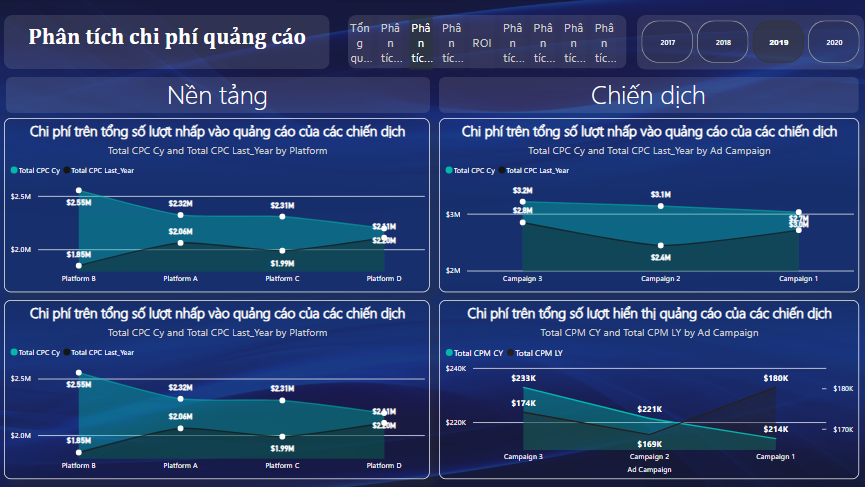 Phân tích chi phí quảng cáo
Tổn
g
qu...
Phâ
n
tíc...
Phâ
n
tíc...
Phâ
n
tíc...
ROI
Phâ
n
tíc...
Phâ
n
tíc...
Phâ
n
tíc...
Phâ
n
tíc...
2017
2018
2019
2020
Nền tảng
Chiến dịch
Chi phí trên tổng số lượt nhấp vào quảng cáo của các chiến dịch
Total CPC Cy and Total CPC Last_Year by Platform
Total CPC Cy Total CPC Last_Year
$2.5M
$2.0M
$2.55M
$2.32M
$2.31M
$1.85M
$2.06M
$1.99M
Platform B
Platform A
Platform C
Platform D
Chi phí trên tổng số lượt nhấp vào quảng cáo của các chiến dịch
Total CPC Cy and Total CPC Last_Year by Ad Campaign
Total CPC Cy Total CPC Last_Year
$3M
$2M
$3.2M
$3.1M
$2.8M
$2.4M
Campaign 3
Campaign 2
Campaign 1
Chi phí trên tổng số lượt nhấp vào quảng cáo của các chiến dịch
Total CPC Cy and Total CPC Last_Year by Platform
Total CPC Cy Total CPC Last_Year
$2.5M
$2.0M
$2.55M
$2.32M
$2.31M
$1.85M
$2.06M
$1.99M
Platform B
Platform A
Platform C
Platform D
Chi phí trên tổng số lượt hiển thị quảng cáo của các chiến dịch
Total CPM CY and Total CPM LY by Ad Campaign
Total CPM CY Total CPM LY
$240K
$220K
$233K
$174K
$221K
$169K
$180K
$214K
$180K
$170K
Campaign 3
Campaign 2
Campaign 1
Ad Campaign